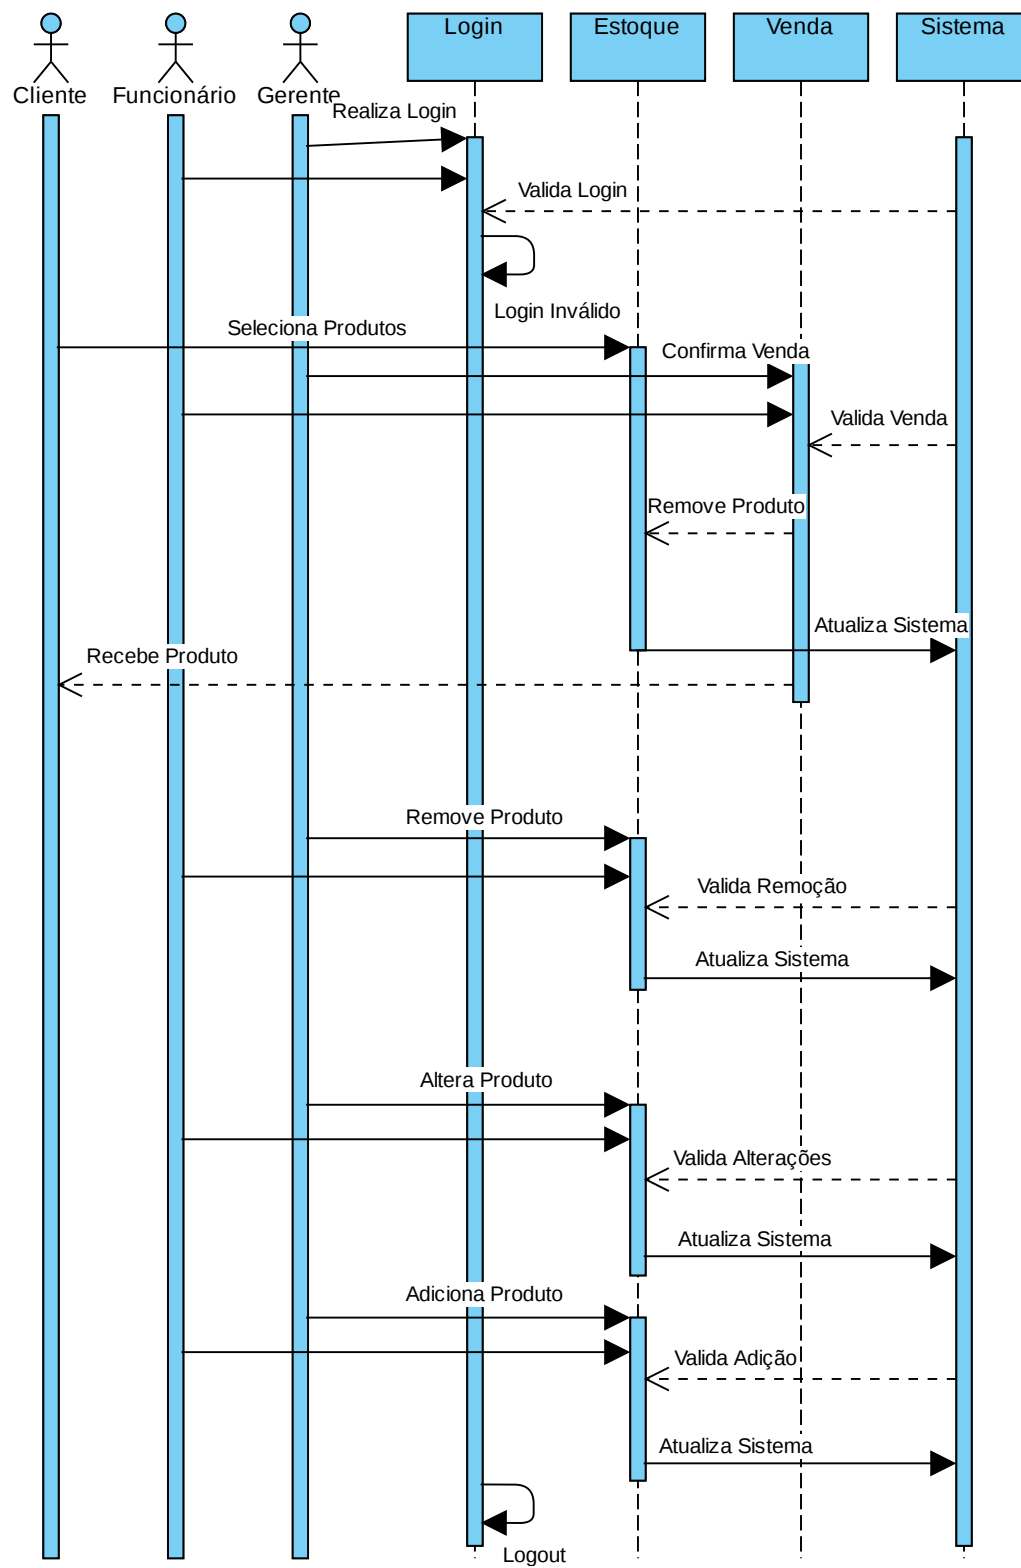 Login
Estoque
Venda
Sistema
Cliente
Funcionário
Gerente
Realiza Login
Valida Login
Login Inválido
Seleciona Produtos
Confirma Venda
Valida Venda
Remove Produto
Atualiza Sistema
Recebe Produto
Remove Produto
Valida Remoção
Atualiza Sistema
Altera Produto
Valida Alterações
Atualiza Sistema
Adiciona Produto
Valida Adição
Atualiza Sistema
Logout